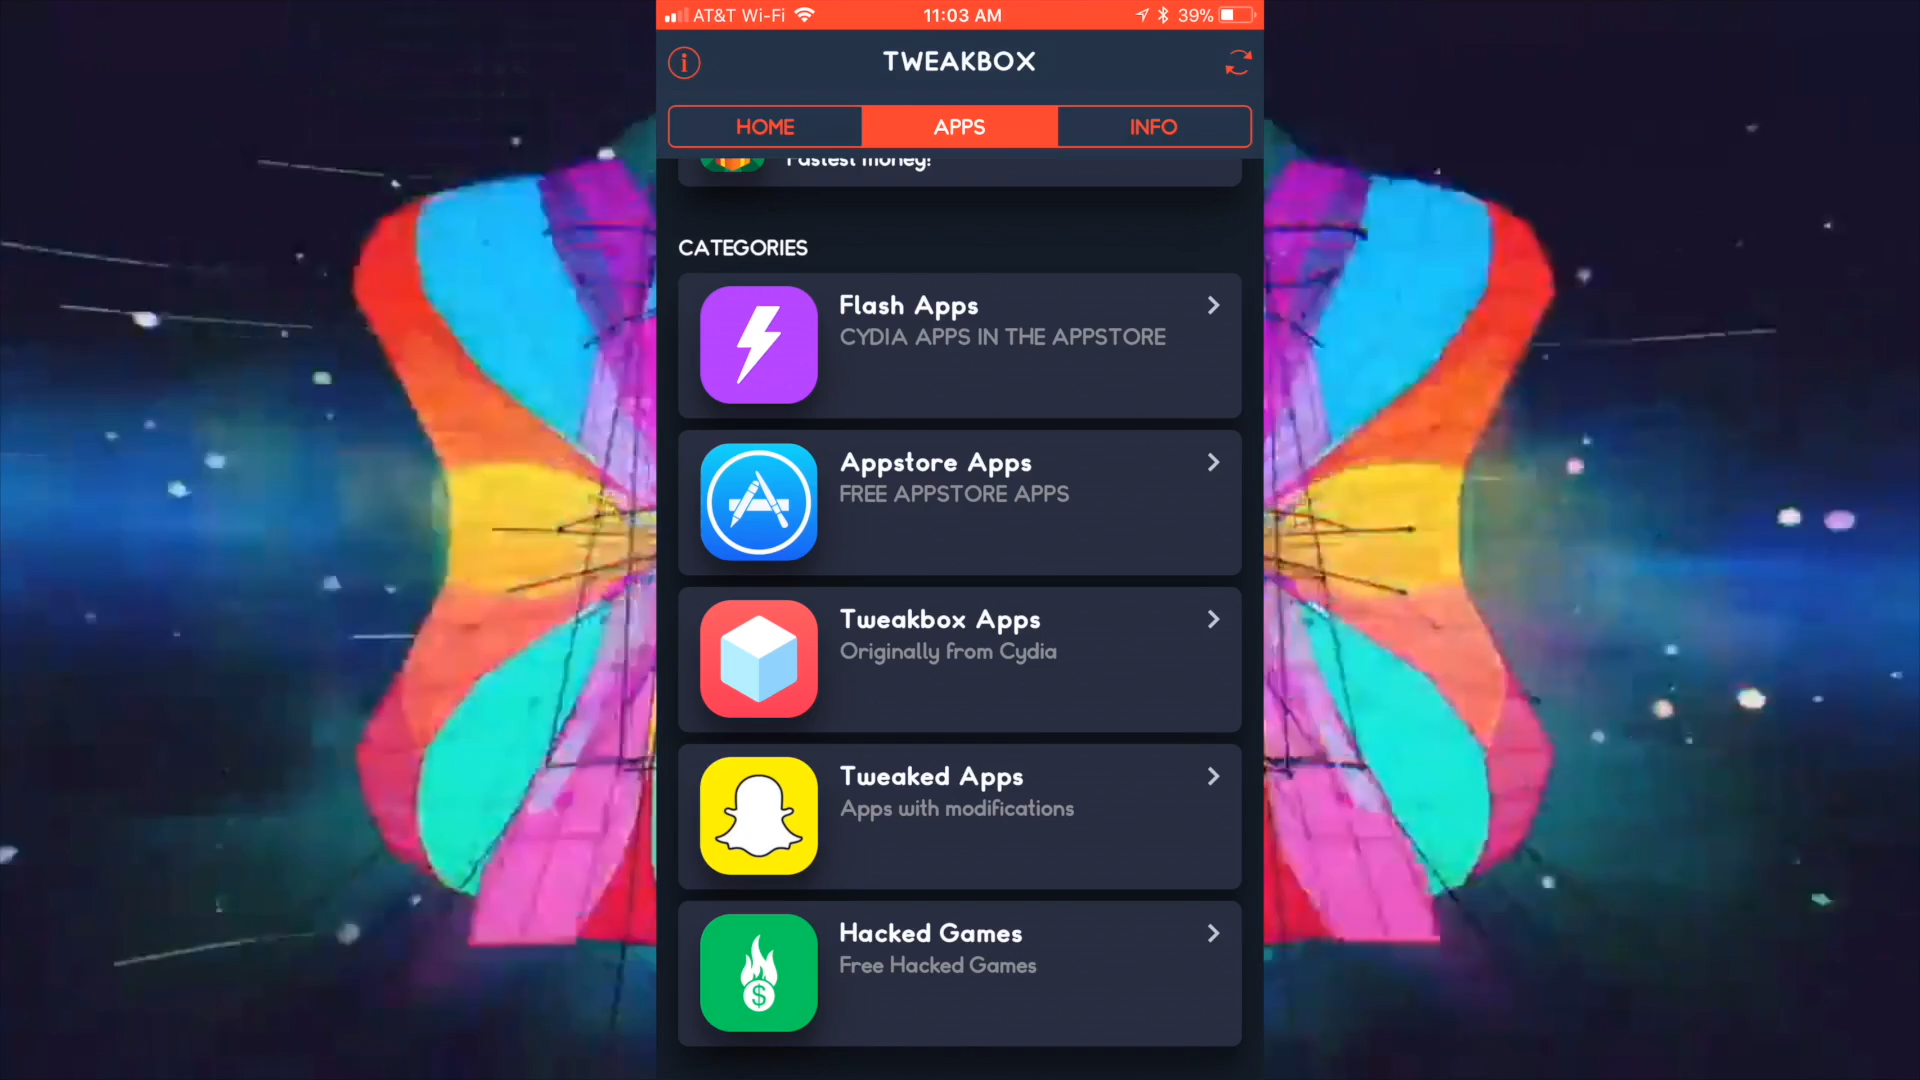 AT&T Wi-Fi 11:03 AM 39%
TWEAKBOX
HOME APPS INFO
Fastest money!
CATEGORIES
Flash Apps
CYDIA APPS IN THE APPSTORE
Appstore Apps
FREE APPSTORE APPS
Tweakbox Apps
Originally from Cydia
Tweaked Apps
Apps with modifications
Hacked Games
Free Hacked Games